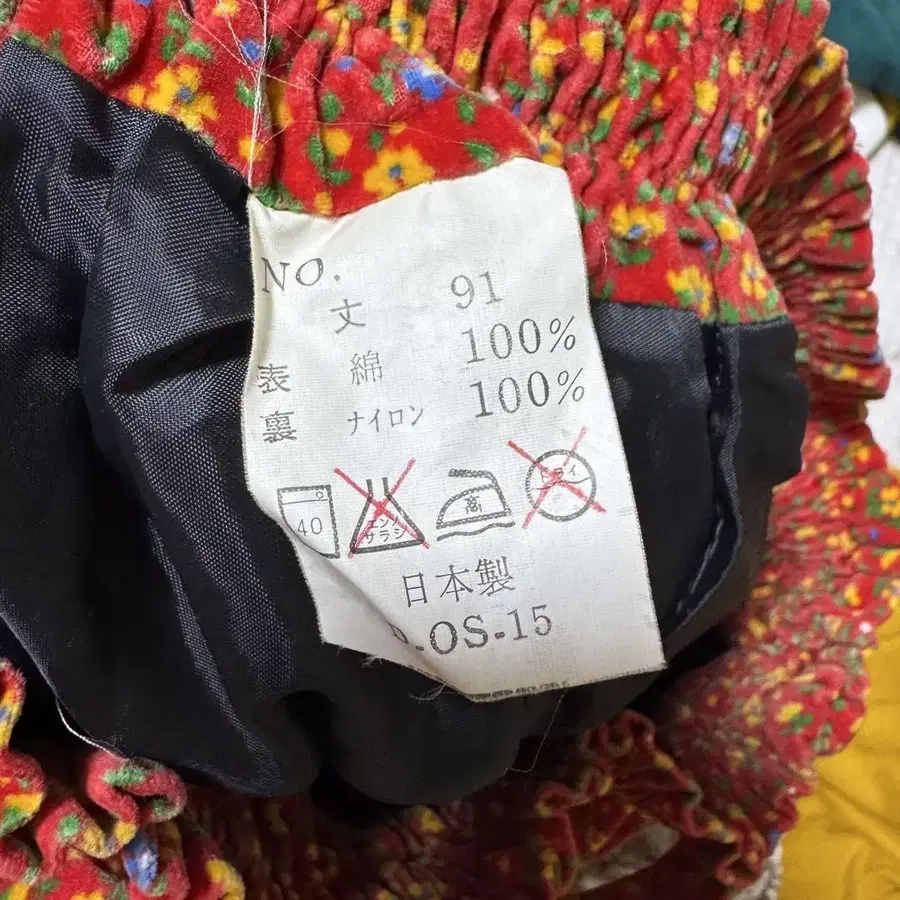 NO.
丈 91
表 綿 100%
裏 ナイロン 100%
40 エンソサラシ 高 ドライ
日本製
.OS-15